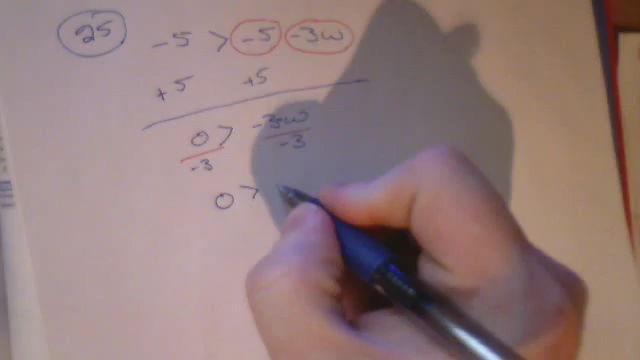 25 -5 > -5 -3w
+5 +5
0 > -3w
-3 -3
0 >